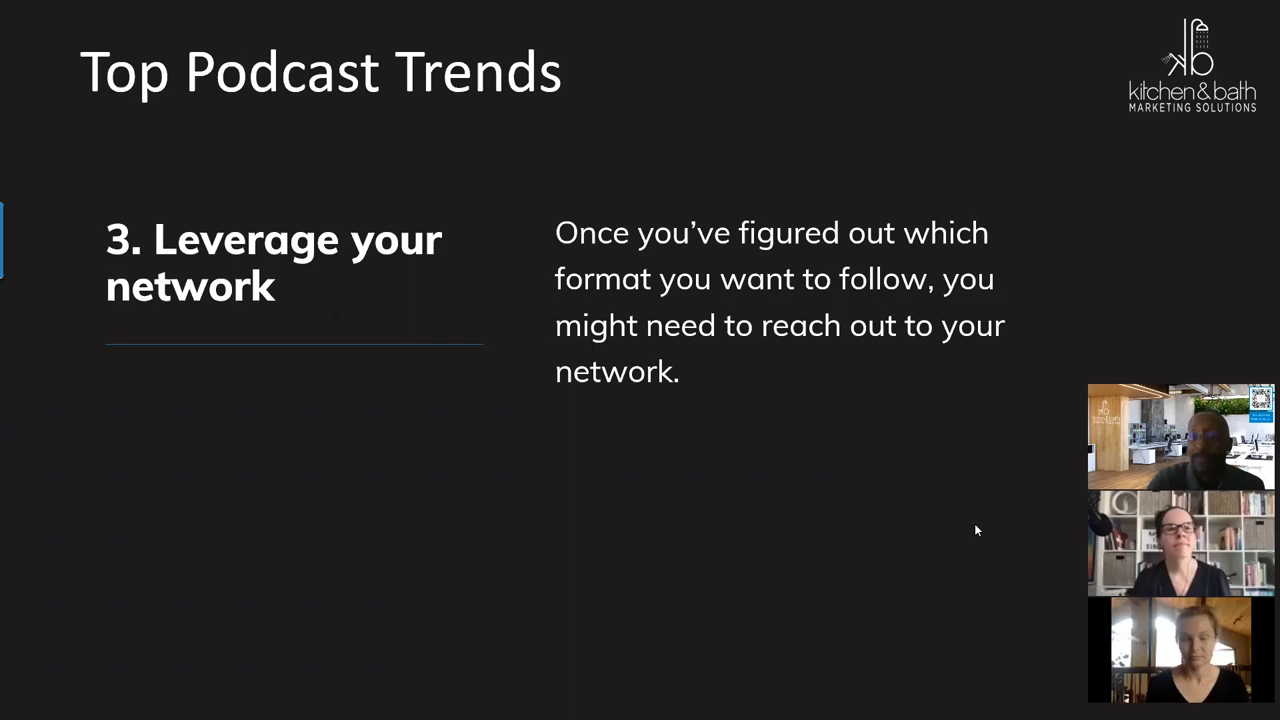 Top Podcast Trends
kitchen & bath
MARKETING SOLUTIONS
3. Leverage your
network
Once you’ve figured out which
format you want to follow, you
might need to reach out to your
network.